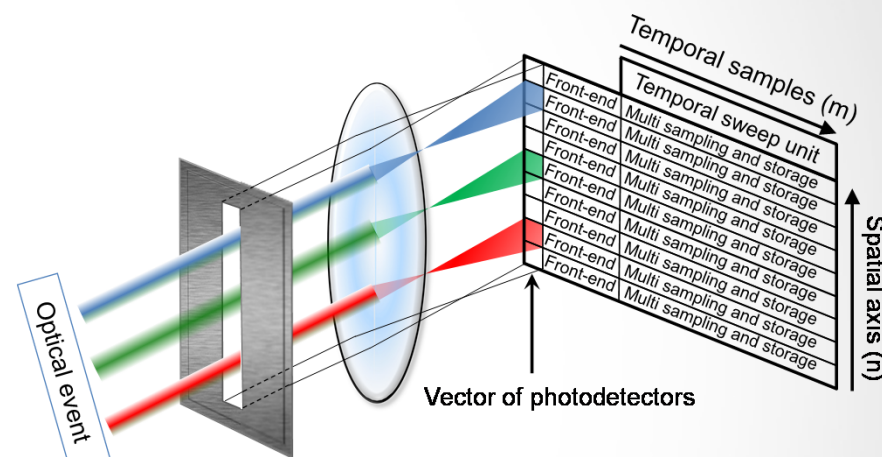 Temporal samples (m)
Temporal sweep unit
Front-end Multi sampling and storage
Front-end Multi sampling and storage
Front-end Multi sampling and storage
Front-end Multi sampling and storage
Front-end Multi sampling and storage
Front-end Multi sampling and storage
Front-end Multi sampling and storage
Front-end Multi sampling and storage
Front-end Multi sampling and storage
Spatial axis (n)
Optical event
Vector of photodetectors